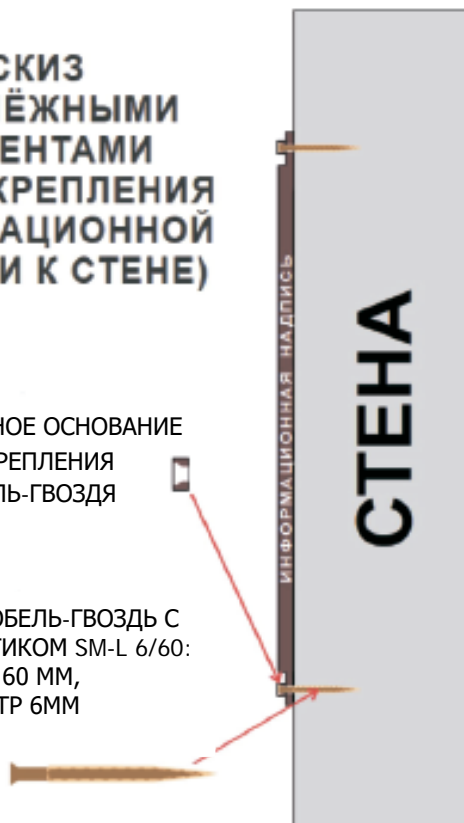 СКИЗ
ЁЖНЫМИ
ЕНТАМИ
КРЕПЛЕНИЯ
АЦИОННОЙ
И К СТЕНЕ)
ИНФОРМАЦИОННАЯ НАДПИСЬ
СТЕНА
НОЕ ОСНОВАНИЕ
РЕПЛЕНИЯ
ЛЬ-ГВОЗДЯ
ОБЕЛЬ-ГВОЗДЬ С
ТИКОМ SM-L 6/60:
60 ММ,
ТР 6ММ